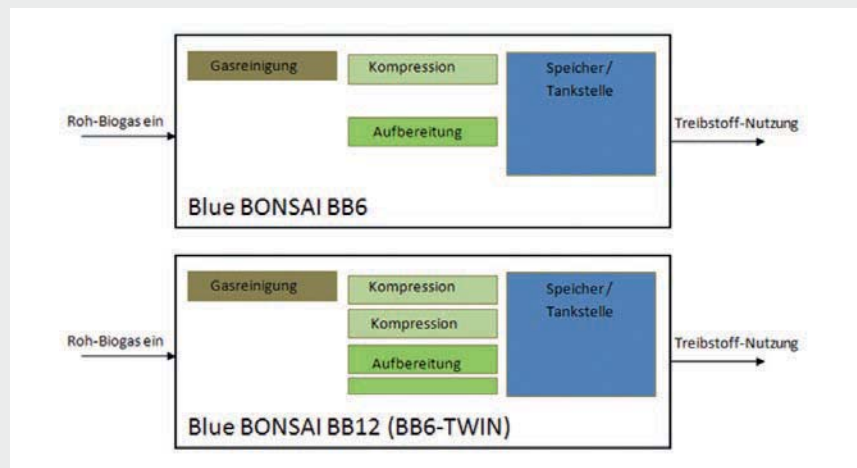 Gasreinigung
Kompression
Speicher/
Tankstelle
Roh-Biogas ein
Aufbereitung
Treibstoff-Nutzung
Blue BONSAI BB6
Gasreinigung
Kompression
Speicher/
Tankstelle
Kompression
Roh-Biogas ein
Aufbereitung
Treibstoff-Nutzung
Blue BONSAI BB12 (BB6-TWIN)